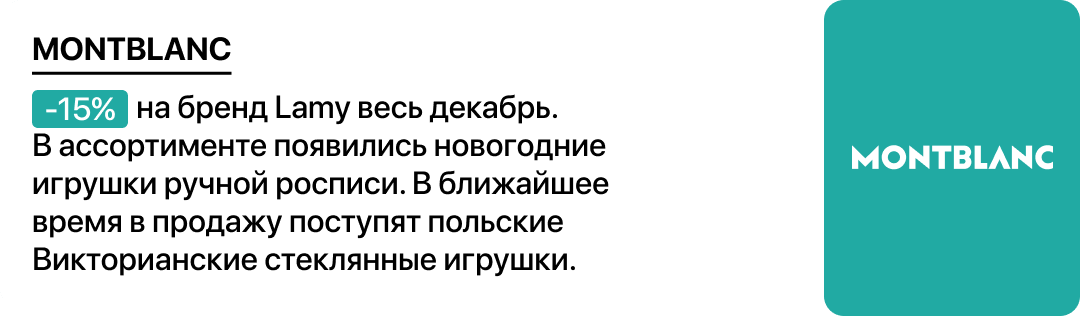 MONTBLANC
-15% на бренд Lamy весь декабрь.
В ассортименте появились новогодние
игрушки ручной росписи. В ближайшее
время в продажу поступят польские
Викторианские стеклянные игрушки.
MONTBLANC